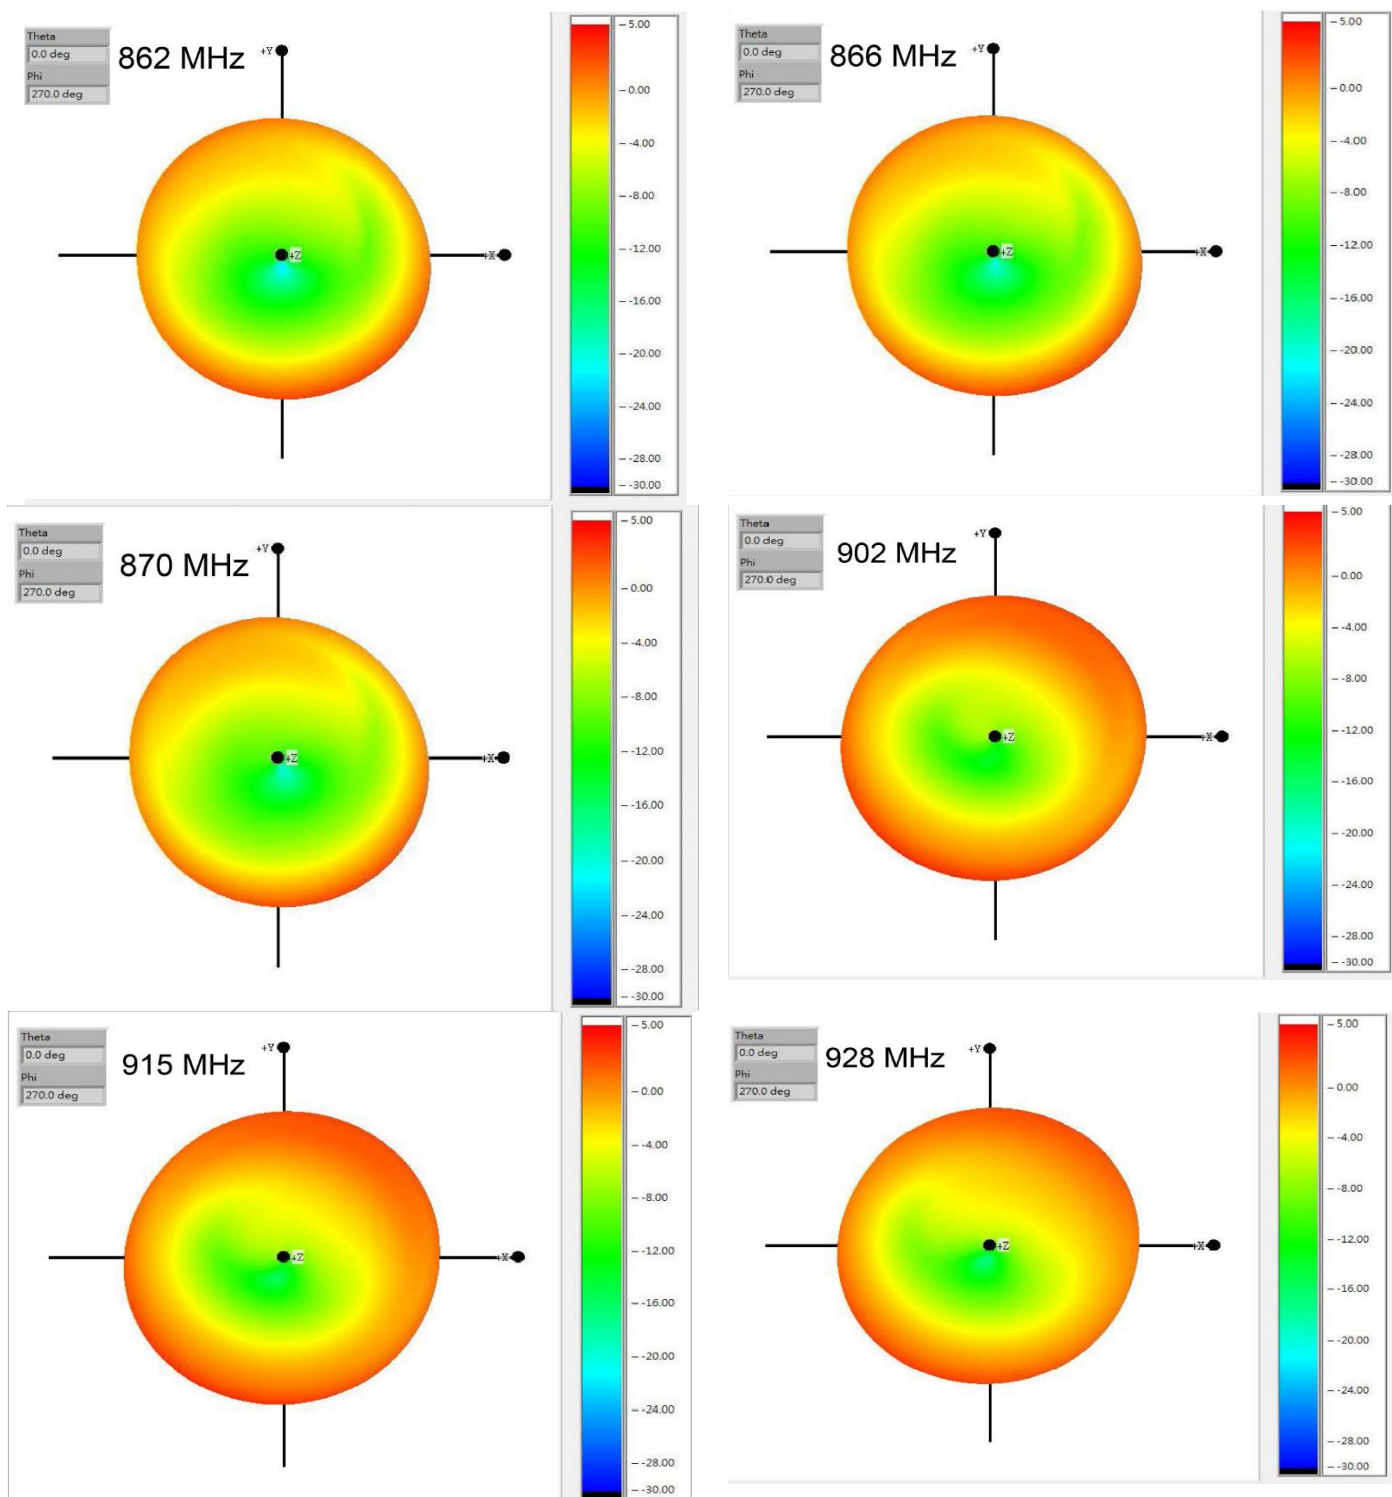 Theta
0.0 deg
Phi
270.0 deg
862 MHz
+Y
+Z
+X
– 5.00
– -0.00
– -4.00
– -8.00
– -12.00
– -16.00
– -20.00
– -24.00
– -28.00
– -30.00
Theta
0.0 deg
Phi
270.0 deg
866 MHz
+Y
+Z
+X
– 5.00
– -0.00
– -4.00
– -8.00
– -12.00
– -16.00
– -20.00
– -24.00
– -28.00
– -30.00
Theta
0.0 deg
Phi
270.0 deg
870 MHz
+Y
+Z
+X
– 5.00
– -0.00
– -4.00
– -8.00
– -12.00
– -16.00
– -20.00
– -24.00
– -28.00
– -30.00
Theta
0.0 deg
Phi
270.0 deg
902 MHz
+Y
+Z
+X
– 5.00
– -0.00
– -4.00
– -8.00
– -12.00
– -16.00
– -20.00
– -24.00
– -28.00
– -30.00
Theta
0.0 deg
Phi
270.0 deg
915 MHz
+Y
+Z
+X
– 5.00
– -0.00
– -4.00
– -8.00
– -12.00
– -16.00
– -20.00
– -24.00
– -28.00
– -30.00
Theta
0.0 deg
Phi
270.0 deg
928 MHz
+Y
+Z
+X
– 5.00
– -0.00
– -4.00
– -8.00
– -12.00
– -16.00
– -20.00
– -24.00
– -28.00
– -30.00